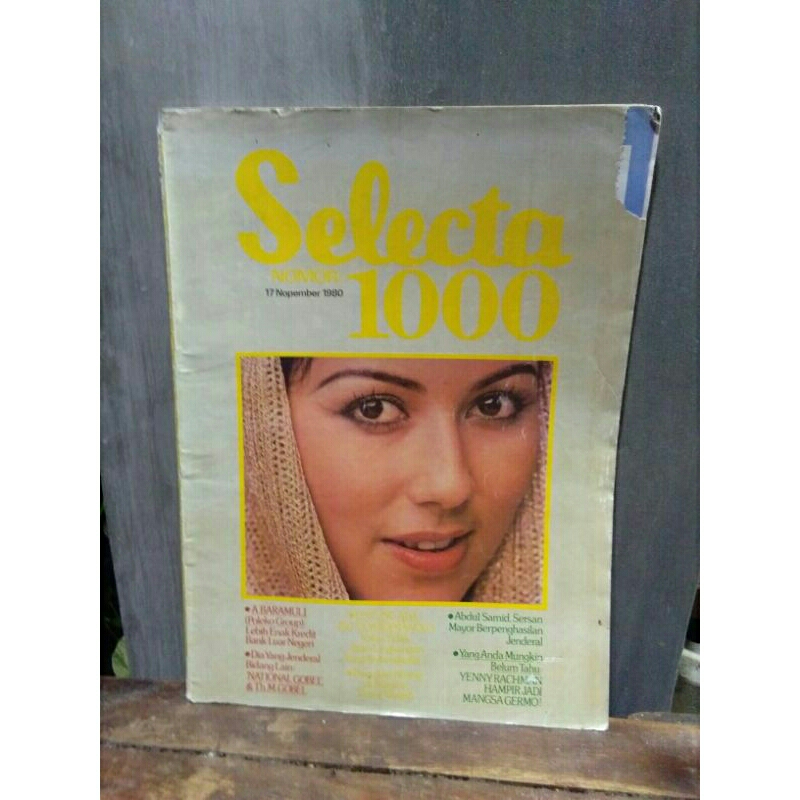 Selecta
NOMOR
1000
17 Nopember 1980
• A. BARAMULI
(Poleko Group):
Lebih Enak Kredit
Bank Luar Negeri
• Dia Yang Jenderal
Bidang Lain:
NATIONAL GOBEL
& Th. M. GOBEL
• Abdul Samid, Sersan
Mayor Berpenghasilan
Jenderal
• Yang Anda Mungkin
Belum Tahu:
YENNY RACHMAN
HAMPIR JADI
MANGSA GERMO!